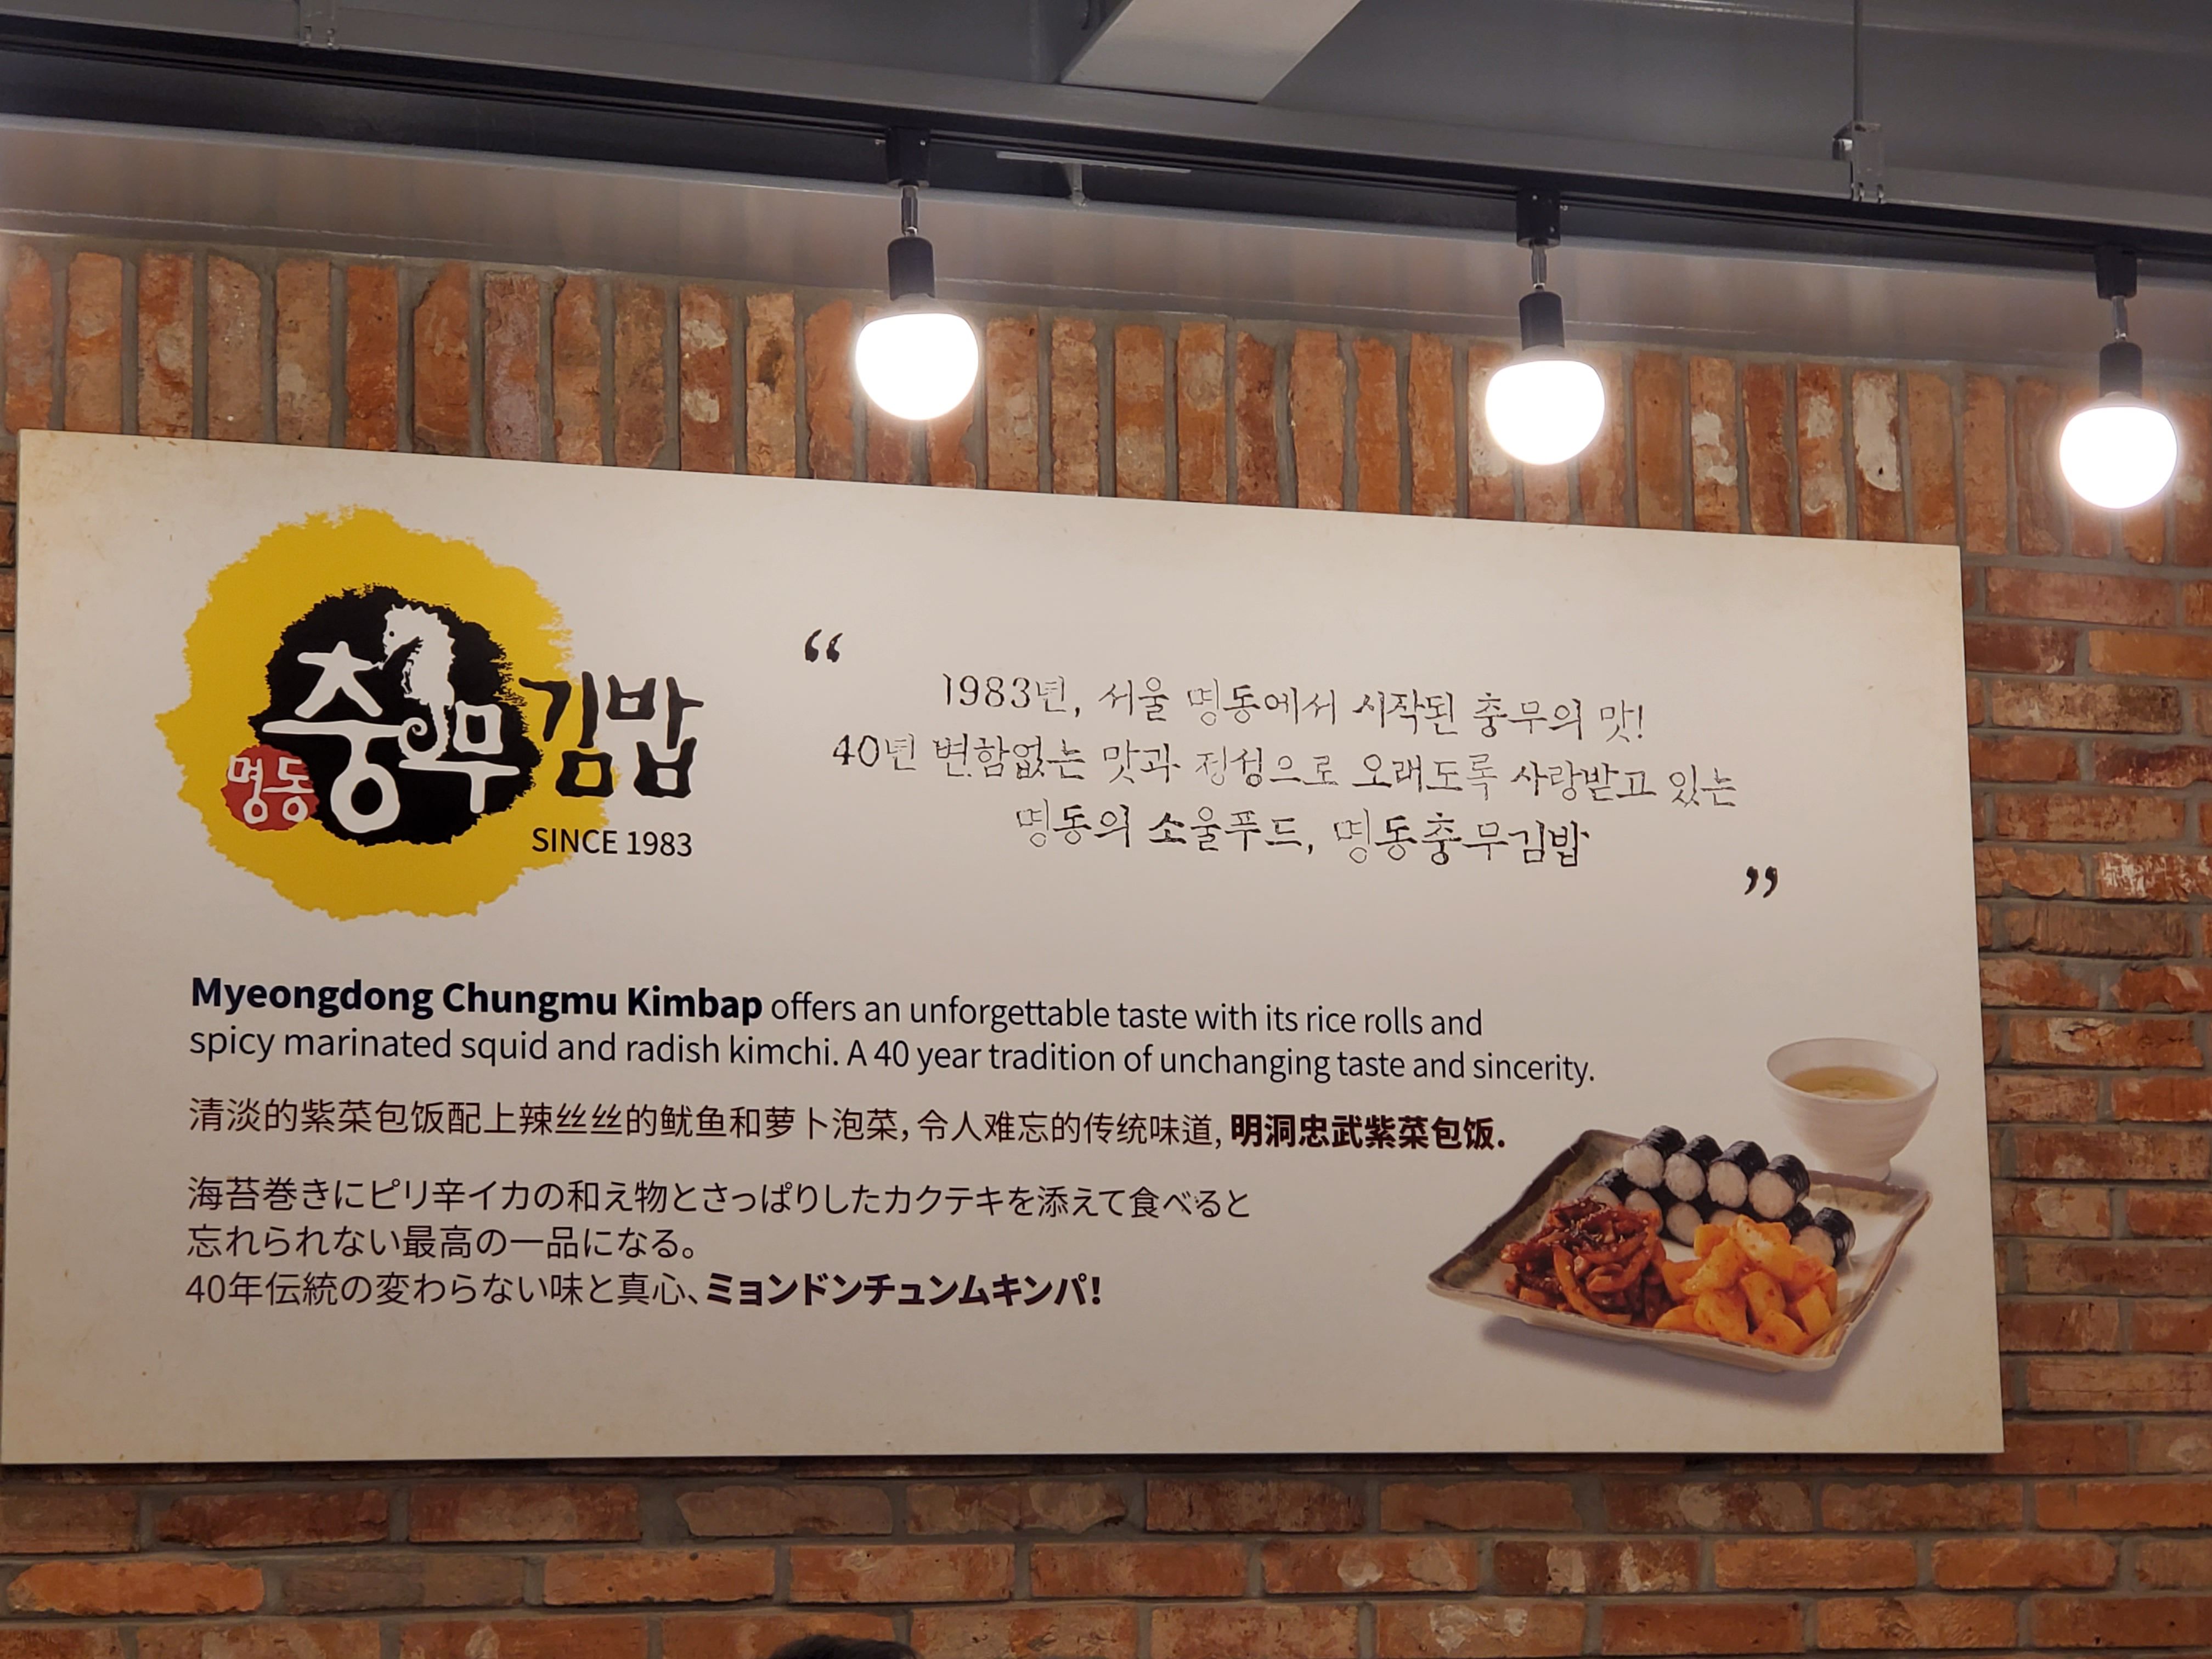 명동 충무김밥
SINCE 1983
“
1983년, 서울 명동에서 시작된 충무의 맛!
40년 변함없는 맛과 정성으로 오래도록 사랑받고 있는
명동의 소울푸드, 명동충무김밥
”
Myeongdong Chungmu Kimbap offers an unforgettable taste with its rice rolls and
spicy marinated squid and radish kimchi. A 40 year tradition of unchanging taste and sincerity.
清淡的紫菜包饭配上辣丝丝的鱿鱼和萝卜泡菜，令人难忘的传统味道, 明洞忠武紫菜包饭.
海苔巻きにピリ辛イカの和え物とさっぱりしたカクテキを添えて食べると
忘れられない最高の一品になる。
40年伝統の変わらない味と真心、ミョンドンチュンムキンパ!